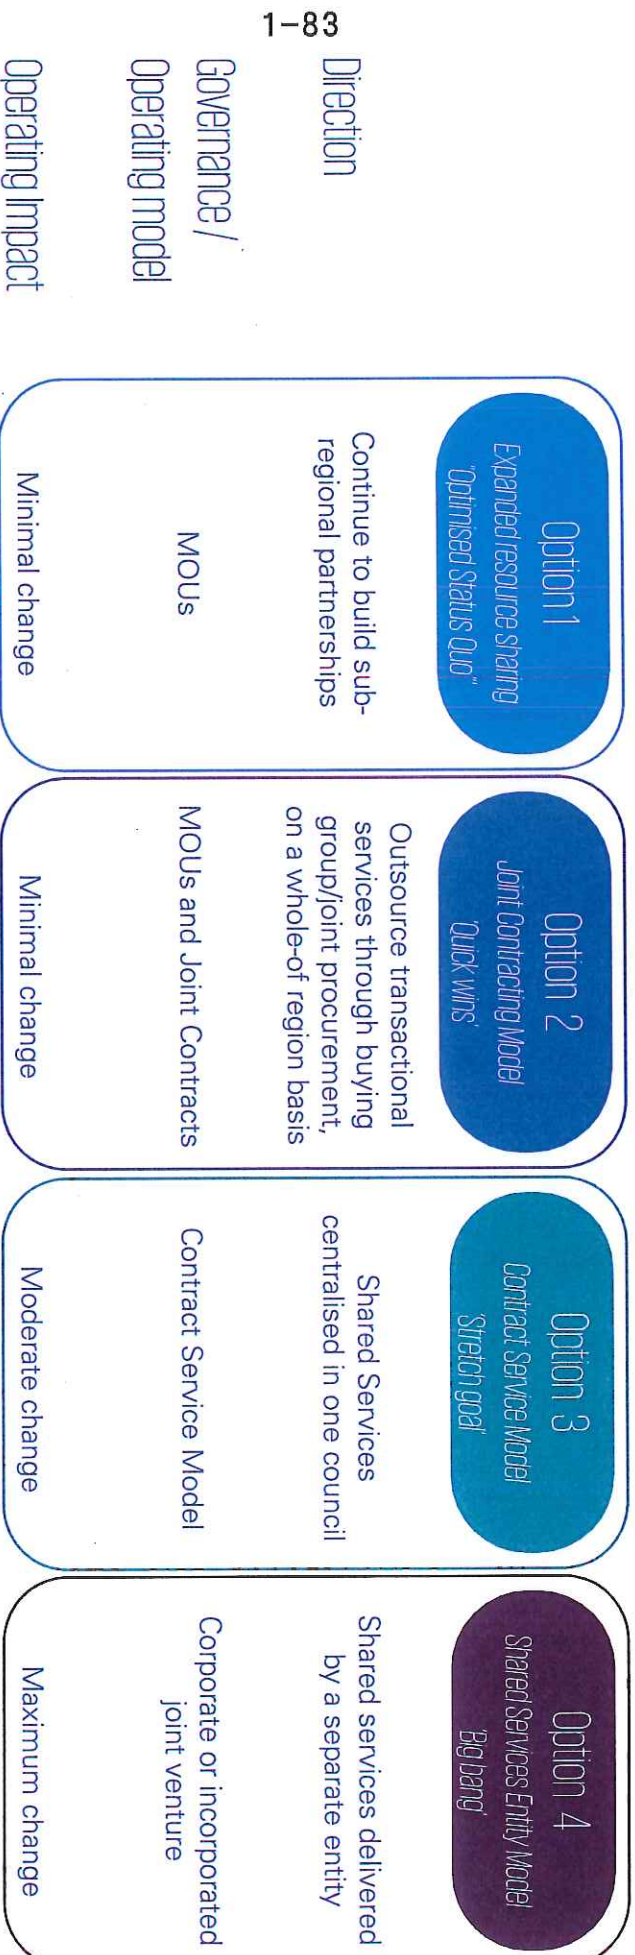 1-83
Direction
Governance /
Operating model
Operating Impact
Option 1
Expanded resource sharing
"Optimised Status Quo"
Continue to build sub-
regional partnerships
MOUs
Minimal change
Option 2
Joint Contracting Model
'Quick wins'
Outsource transactional
services through buying
group/joint procurement,
on a whole-of region basis
MOUs and Joint Contracts
Minimal change
Option 3
Contract Service Model
'Stretch goal'
Shared Services
centralised in one council
Contract Service Model
Moderate change
Option 4
Shared Services Entity Model
'Big bang'
Shared services delivered
by a separate entity
Corporate or incorporated
joint venture
Maximum change